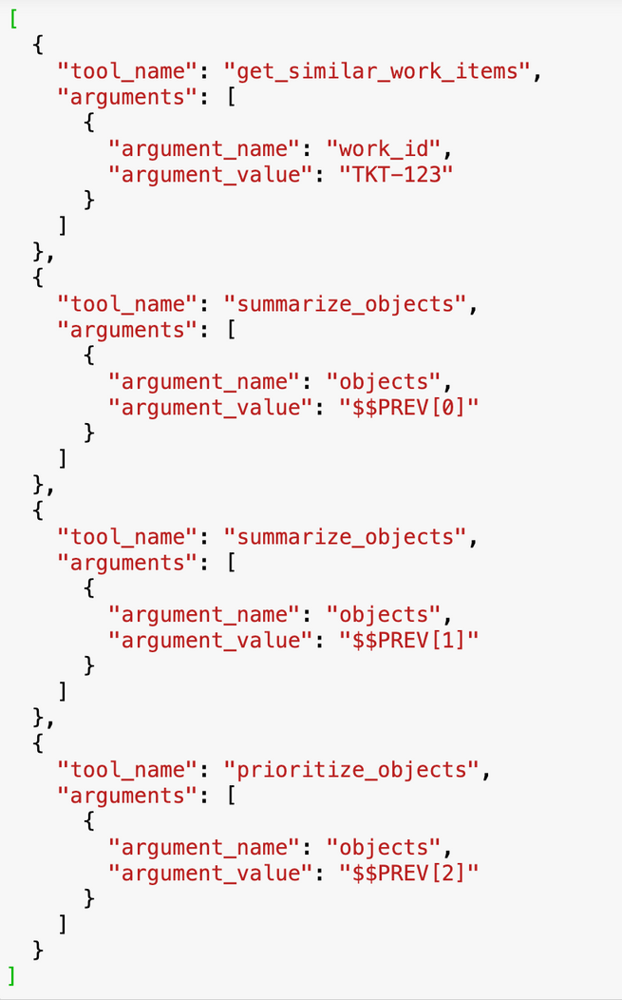 [
  {
    "tool_name": "get_similar_work_items",
    "arguments": [
      {
        "argument_name": "work_id",
        "argument_value": "TKT-123"
      }
    ]
  },
  {
    "tool_name": "summarize_objects",
    "arguments": [
      {
        "argument_name": "objects",
        "argument_value": "$$PREV[0]"
      }
    ]
  },
  {
    "tool_name": "summarize_objects",
    "arguments": [
      {
        "argument_name": "objects",
        "argument_value": "$$PREV[1]"
      }
    ]
  },
  {
    "tool_name": "prioritize_objects",
    "arguments": [
      {
        "argument_name": "objects",
        "argument_value": "$$PREV[2]"
      }
    ]
  }
]